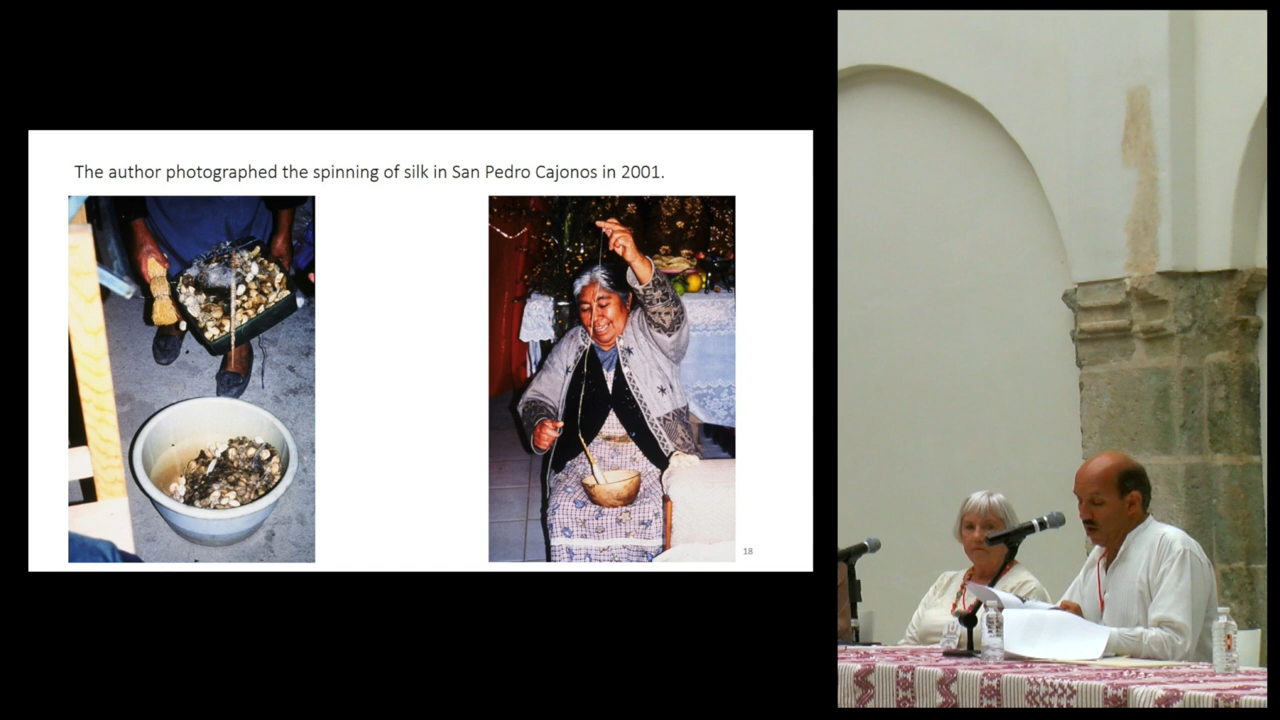 The author photographed the spinning of silk in San Pedro Cajonos in 2001.
18